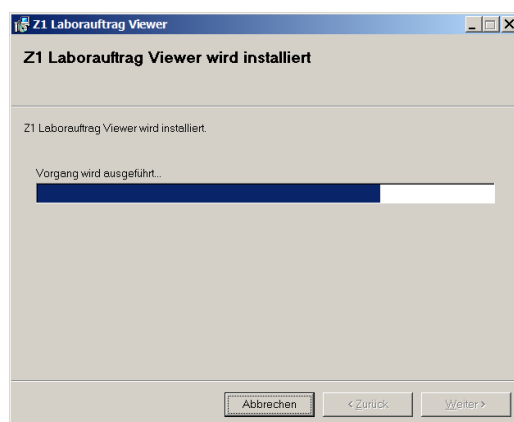 Z1 Laborauftrag Viewer
Z1 Laborauftrag Viewer wird installiert
Z1 Laborauftrag Viewer wird installiert.
Vorgang wird ausgeführt...
Abbrechen
< Zurück
Weiter >